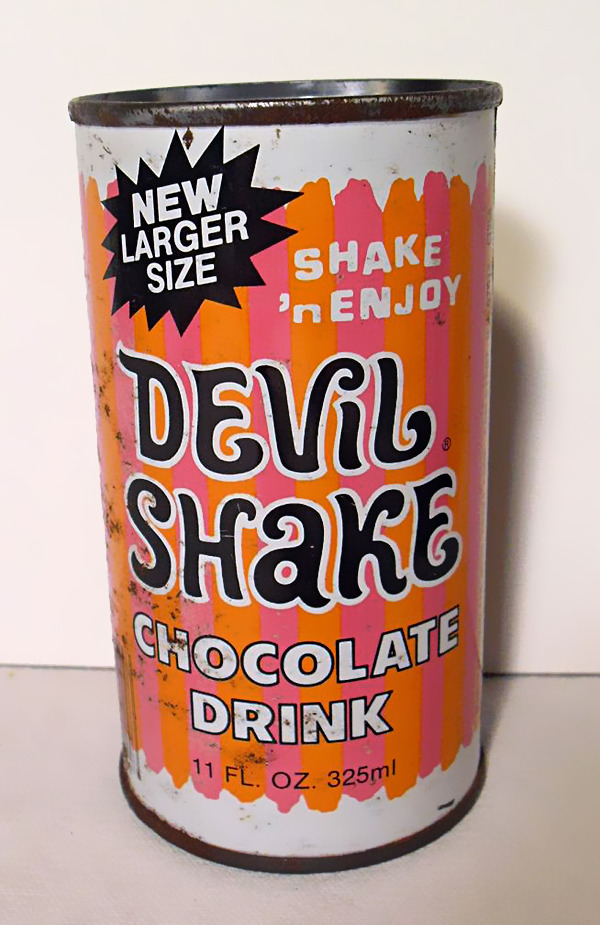 NEW
LARGER
SIZE
SHAKE
'n ENJOY
DEViL
SHaKE ®
CHOCOLATE
DRINK
11 FL. OZ. 325ml